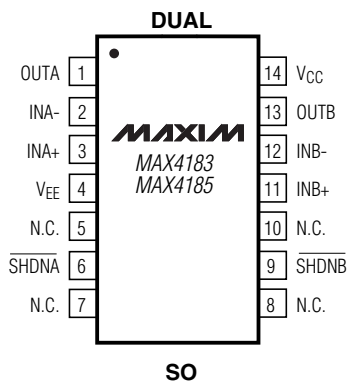 DUAL
OUTA 1
14 VCC
INA- 2
13 OUTB
MAXIM
INA+ 3
12 INB-
MAX4183
MAX4185
VEE 4
11 INB+
N.C. 5
10 N.C.
SHDNA 6
9 SHDNB
N.C. 7
8 N.C.
SO